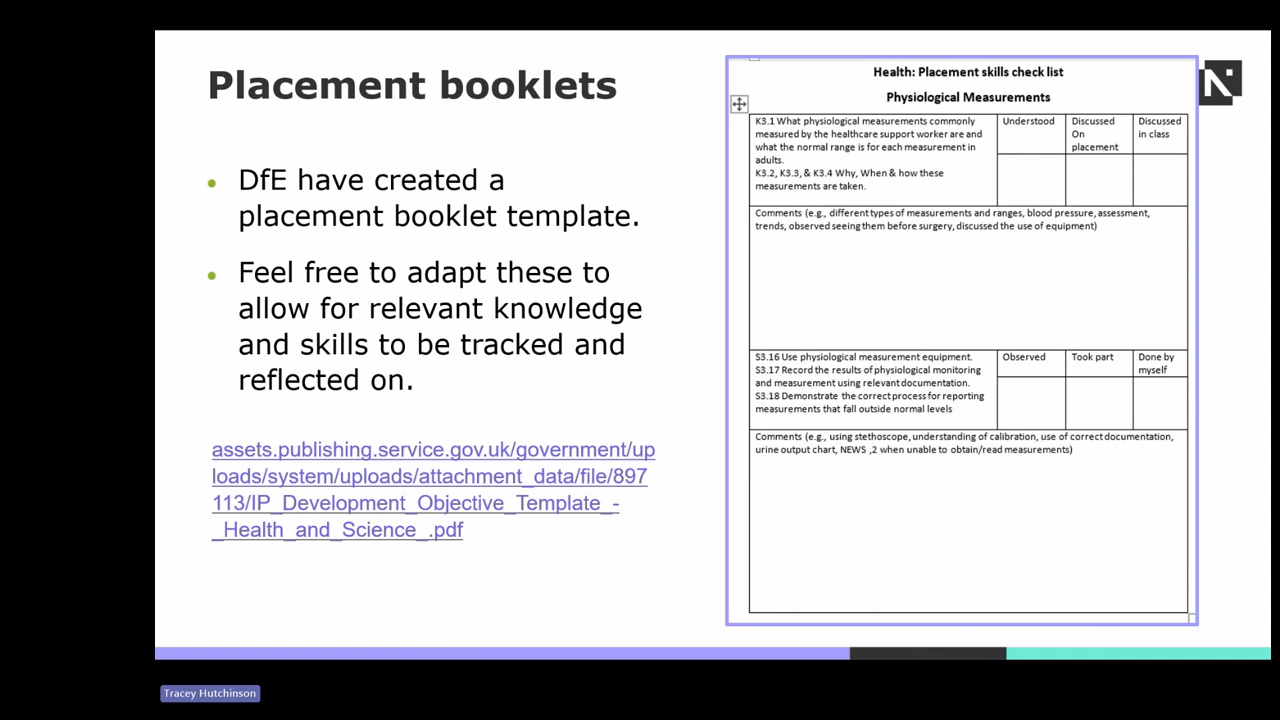 Placement booklets
DfE have created a
placement booklet template.
Feel free to adapt these to
allow for relevant knowledge
and skills to be tracked and
reflected on.
assets.publishing.service.gov.uk/government/up
loads/system/uploads/attachment_data/file/897
113/IP_Development_Objective_Template_-
_Health_and_Science_.pdf
Health: Placement skills check list
Physiological Measurements
K3.1 What physiological measurements commonly
measured by the healthcare support worker are and
what the normal range is for each measurement in
adults.
K3.2, K3.3, & K3.4 Why, When & how these
measurements are taken.
Understood
Discussed
On
placement
Discussed
in class
Comments (e.g., different types of measurements and ranges, blood pressure, assessment,
trends, observed seeing them before surgery, discussed the use of equipment)
S3.16 Use physiological measurement equipment.
S3.17 Record the results of physiological monitoring
and measurement using relevant documentation.
S3.18 Demonstrate the correct process for reporting
measurements that fall outside normal levels
Observed
Took part
Done by
myself
Comments (e.g., using stethoscope, understanding of calibration, use of correct documentation,
urine output chart, NEWS ,2 when unable to obtain/read measurements)
N
Tracey Hutchinson